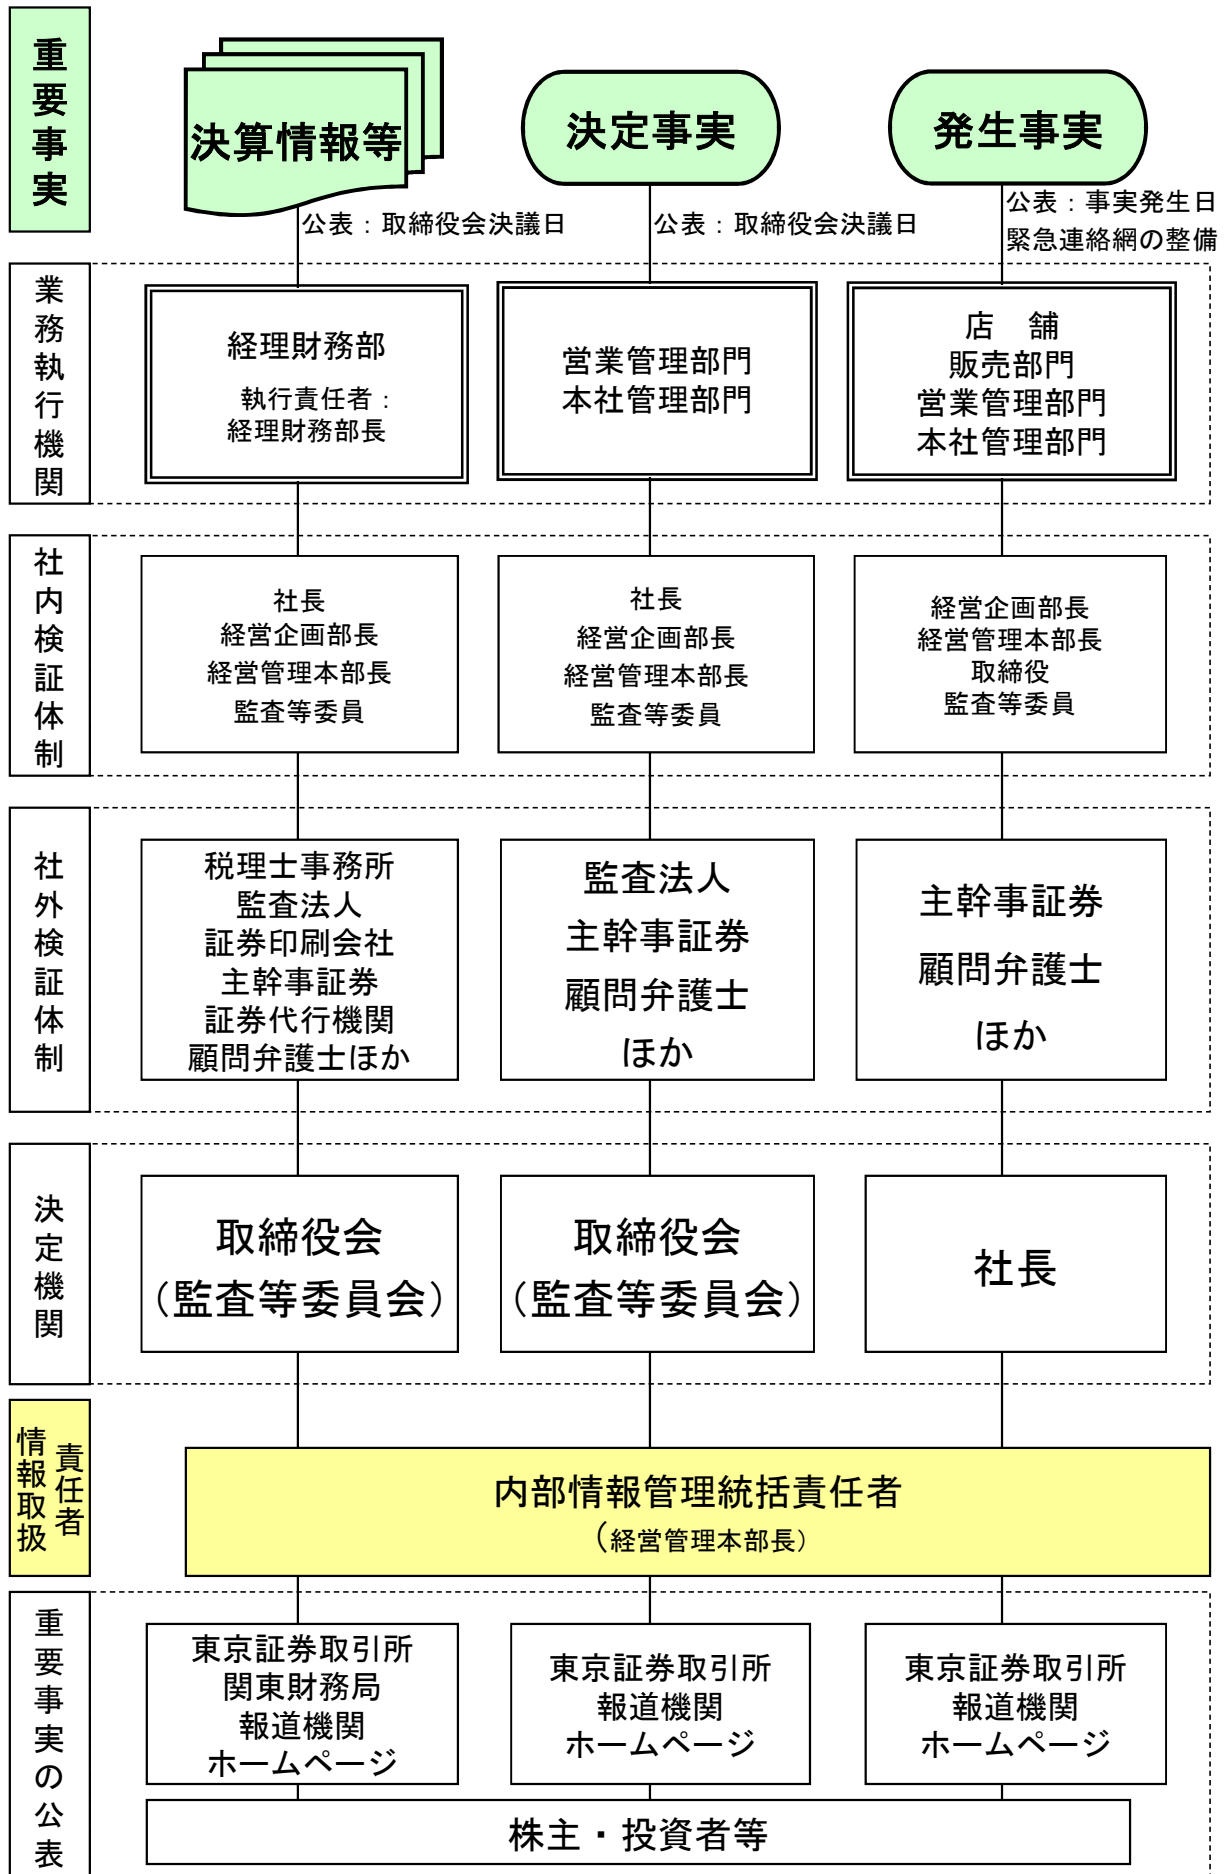 重要事実
決算情報等
決定事実
発生事実
公表：取締役会決議日
公表：取締役会決議日
公表：事実発生日
緊急連絡網の整備
業務執行機関
経理財務部
執行責任者：
経理財務部長
営業管理部門
本社管理部門
店　舗
販売部門
営業管理部門
本社管理部門
社内検証体制
社長
経営企画部長
経営管理本部長
監査等委員
社長
経営企画部長
経営管理本部長
監査等委員
経営企画部長
経営管理本部長
取締役
監査等委員
社外検証体制
税理士事務所
監査法人
証券印刷会社
主幹事証券
証券代行機関
顧問弁護士ほか
監査法人
主幹事証券
顧問弁護士
ほか
主幹事証券
顧問弁護士
ほか
決定機関
取締役会
（監査等委員会）
取締役会
（監査等委員会）
社長
情報取扱
責任者
内部情報管理統括責任者
（経営管理本部長）
重要事実の公表
東京証券取引所
関東財務局
報道機関
ホームページ
東京証券取引所
報道機関
ホームページ
東京証券取引所
報道機関
ホームページ
株主・投資者等